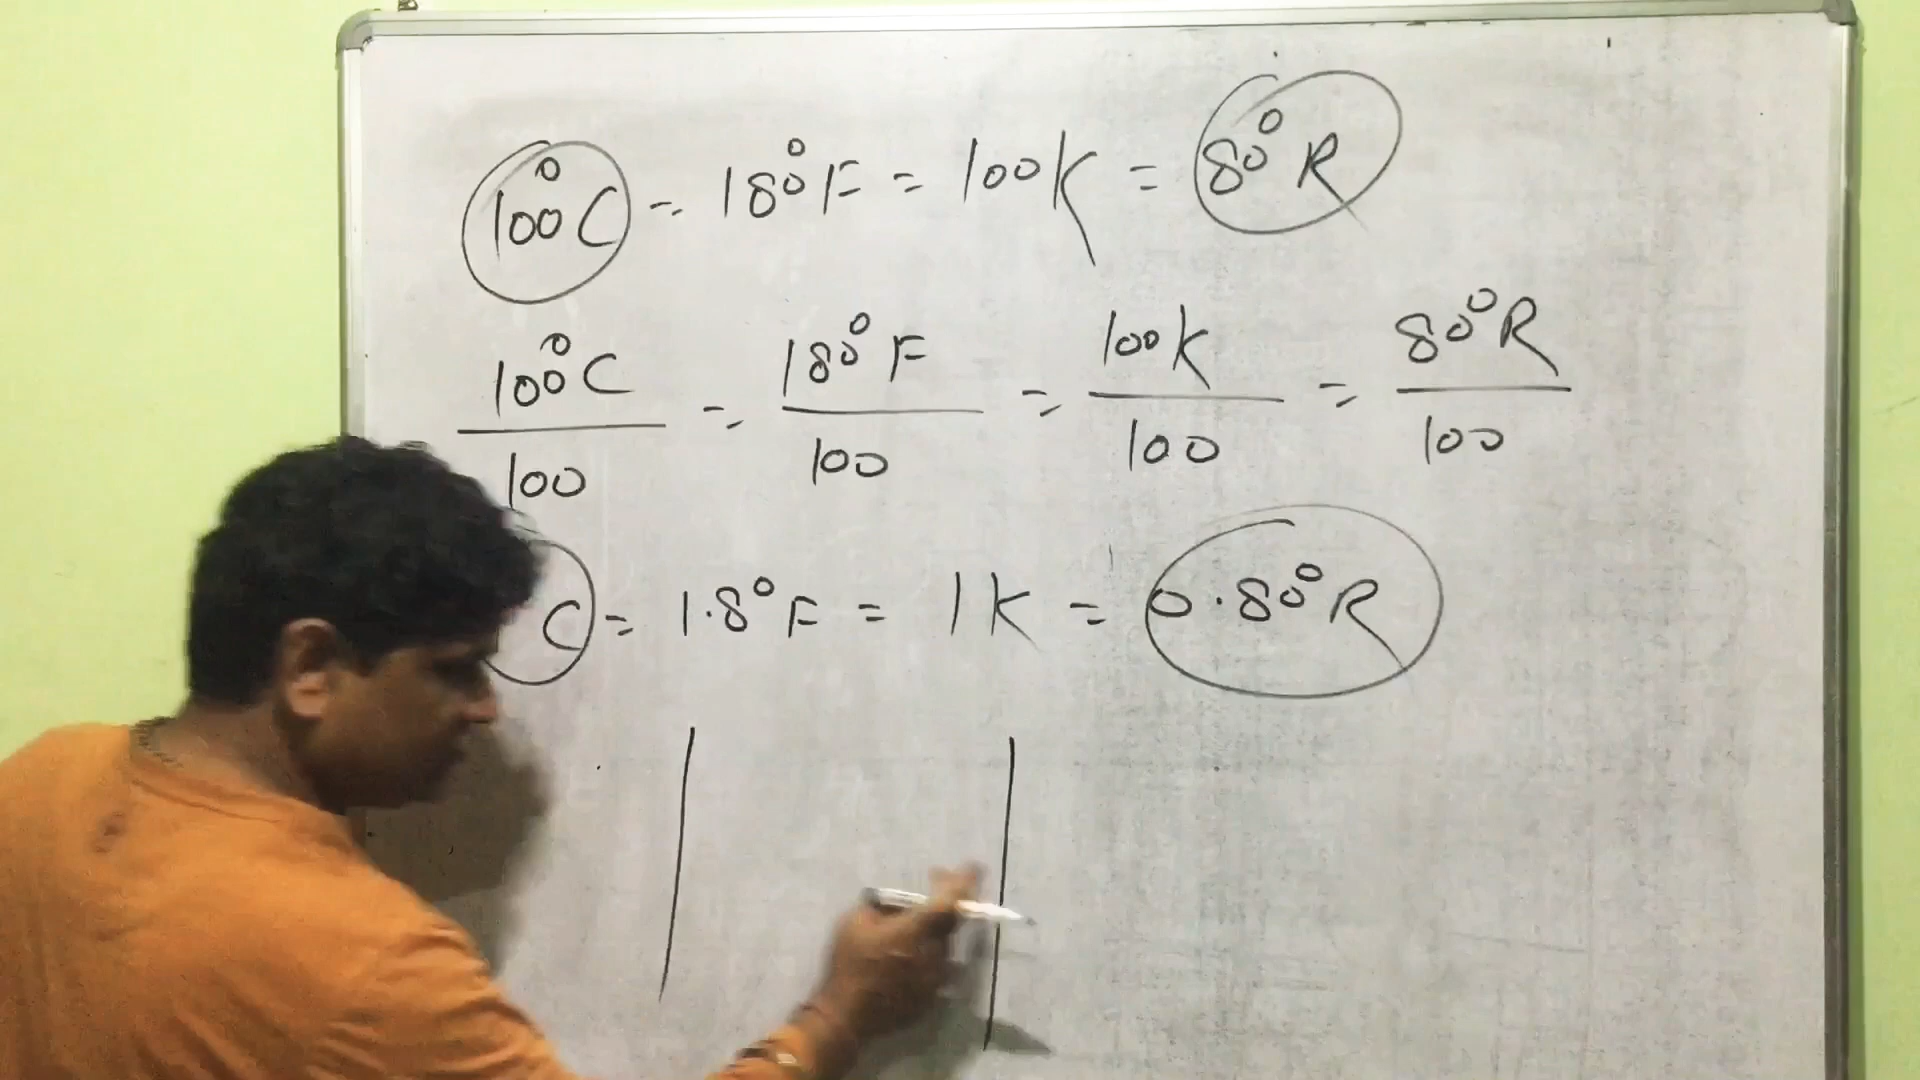 100°C = 180°F = 100K = 80°R
100°C/100 = 180°F/100 = 100K/100 = 80°R/100
C = 1.8°F = 1K = 0.80°R